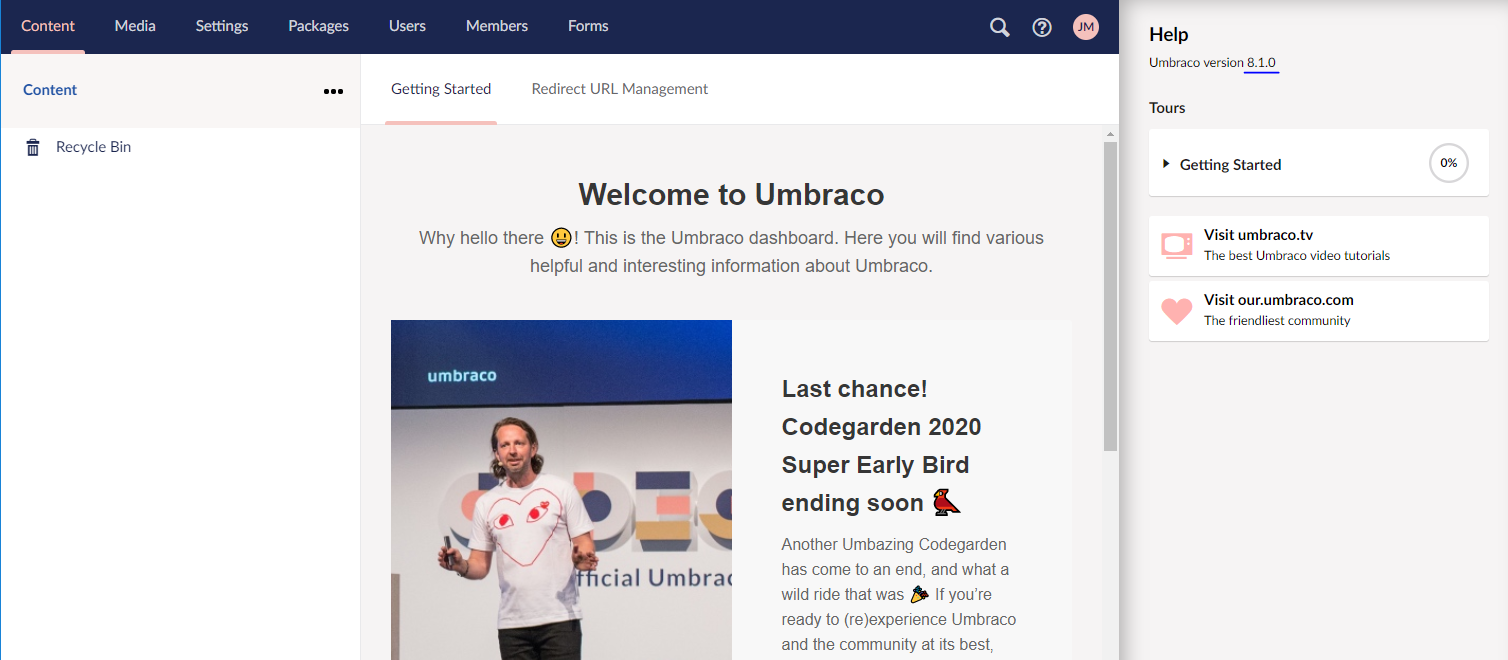 Content Media Settings Packages Users Members Forms JM
Content
Recycle Bin
Getting Started Redirect URL Management
Welcome to Umbraco
Why hello there 😃! This is the Umbraco dashboard. Here you will find various
helpful and interesting information about Umbraco.
umbraco
fficial Umbrac
Last chance!
Codegarden 2020
Super Early Bird
ending soon
Another Umbazing Codegarden
has come to an end, and what a
wild ride that was 🎉 If you're
ready to (re)experience Umbraco
and the community at its best,
Help
Umbraco version 8.1.0
Tours
Getting Started 0%
Visit umbraco.tv
The best Umbraco video tutorials
Visit our.umbraco.com
The friendliest community